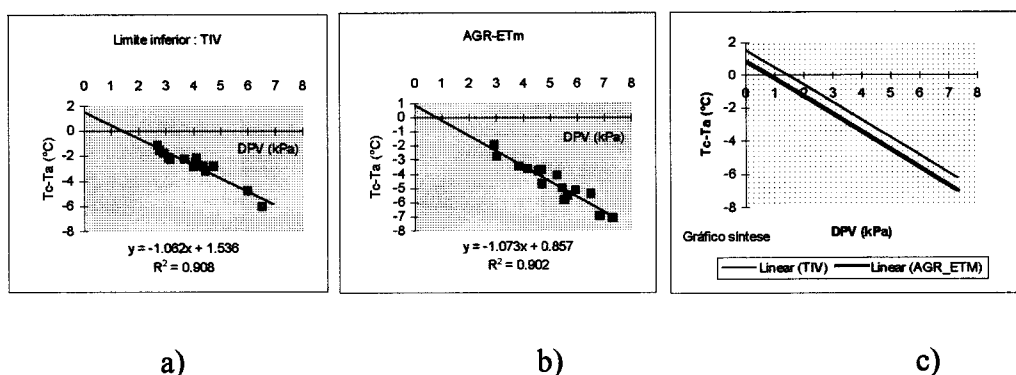 Limite inferior : TIV
0 1 2 3 4 5 6 7 8
2
0
-2
-4
-6
-8
Tc-Ta (ºC)
DPV (kPa)
y = -1.062x + 1.536
R² = 0.908
a)
AGR-ETm
0 1 2 3 4 5 6 7 8
1
0
-1
-2
-3
-4
-5
-6
-7
-8
Tc-Ta (ºC)
DPV (kPa)
y = -1.073x + 0.857
R² = 0.902
b)
2
0
-2
-4
-6
-8
0 1 2 3 4 5 6 7 8
Tc-Ta (ºC)
Gráfico síntese
DPV (kPa)
Linear (TIV) Linear (AGR_ETM)
c)